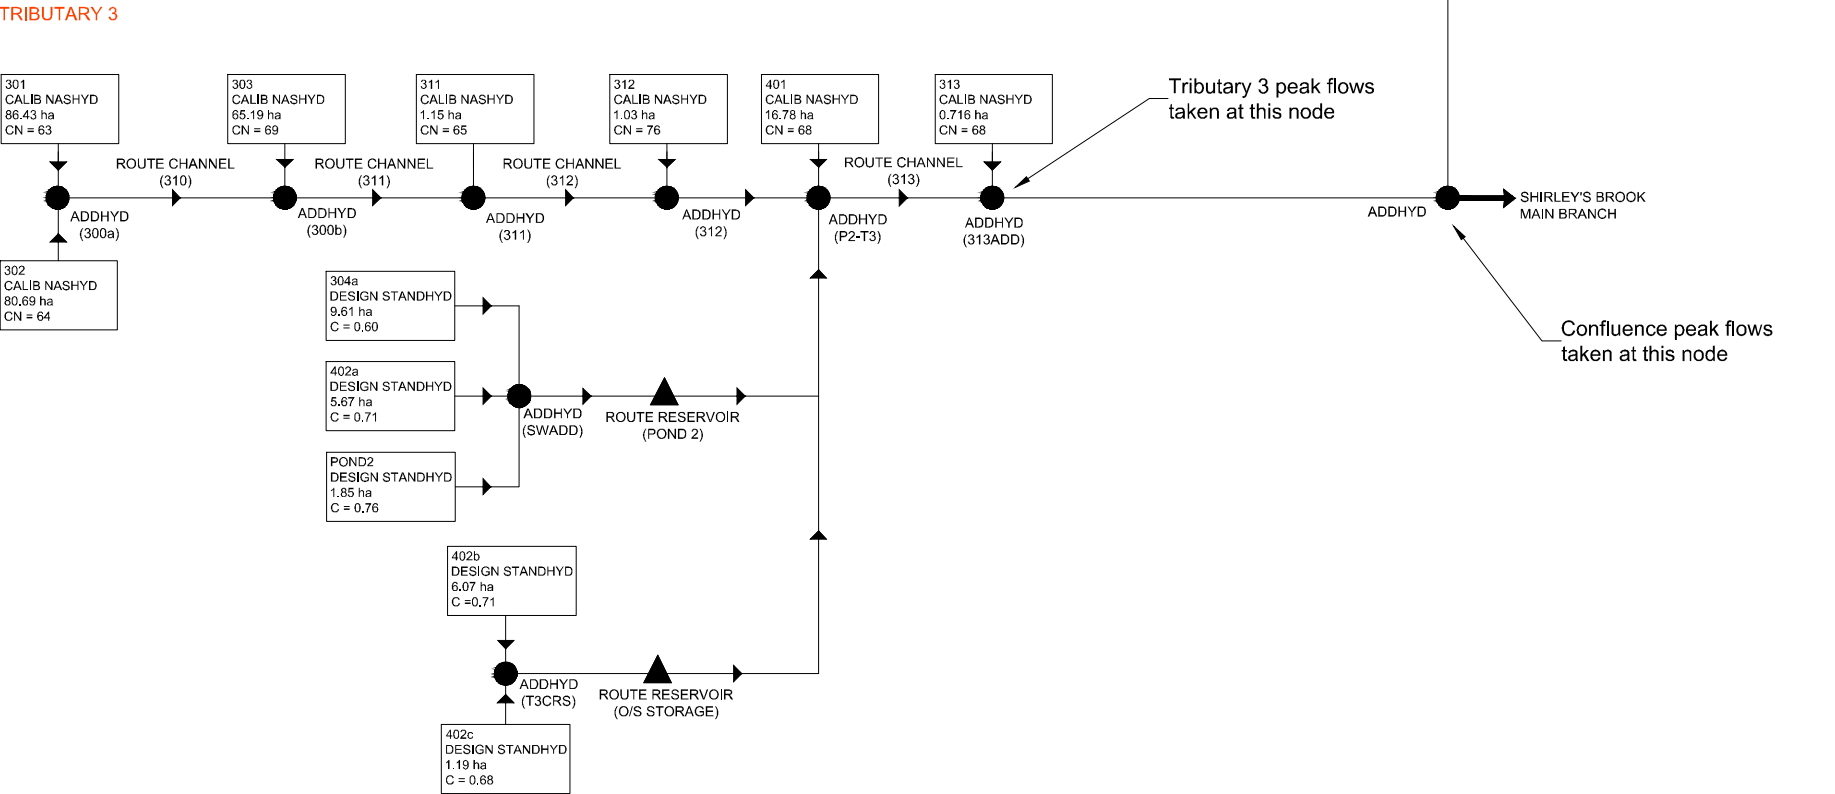 TRIBUTARY 3
301
CALIB NASHYD
86.43 ha
CN = 63
303
CALIB NASHYD
65.19 ha
CN = 69
311
CALIB NASHYD
1.15 ha
CN = 65
312
CALIB NASHYD
1.03 ha
CN = 76
401
CALIB NASHYD
16.78 ha
CN = 68
313
CALIB NASHYD
0.716 ha
CN = 68
Tributary 3 peak flows
taken at this node
ROUTE CHANNEL
(310)
ROUTE CHANNEL
(311)
ROUTE CHANNEL
(312)
ROUTE CHANNEL
(313)
ADDHYD
(300a)
ADDHYD
(300b)
ADDHYD
(311)
ADDHYD
(312)
ADDHYD
(P2-T3)
ADDHYD
(313ADD)
ADDHYD
SHIRLEY'S BROOK
MAIN BRANCH
302
CALIB NASHYD
80.69 ha
CN = 64
304a
DESIGN STANDHYD
9.61 ha
C = 0.60
Confluence peak flows
taken at this node
402a
DESIGN STANDHYD
5.67 ha
C = 0.71
ADDHYD
(SWADD)
ROUTE RESERVOIR
(POND 2)
POND2
DESIGN STANDHYD
1.85 ha
C = 0.76
402b
DESIGN STANDHYD
6.07 ha
C =0.71
ADDHYD
(T3CRS)
ROUTE RESERVOIR
(O/S STORAGE)
402c
DESIGN STANDHYD
1.19 ha
C = 0.68